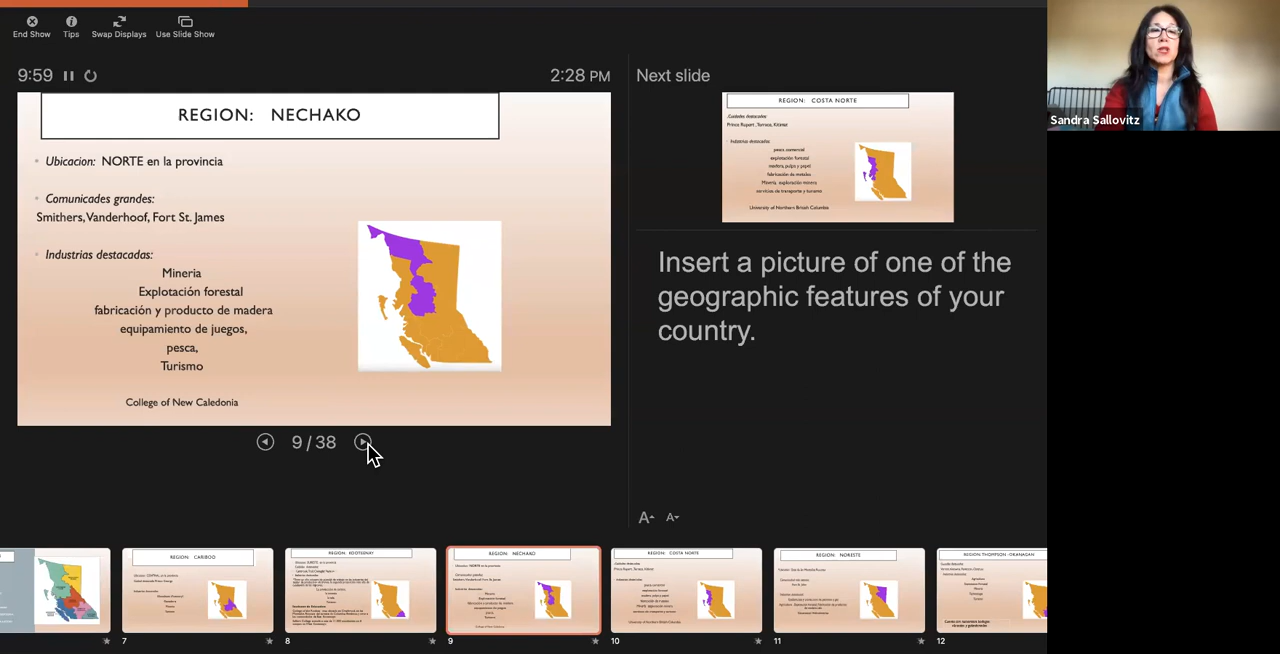 End Show
Tips
Swap Displays
Use Slide Show
9:59
2:28 PM
REGION: NECHAKO
Ubicacion: NORTE en la provincia
Comunicades grandes:
Smithers,Vanderhoof, Fort St. James
Industrias destacadas:
Mineria
Explotación forestal
fabricación y producto de madera
equipamiento de juegos,
pesca,
Turismo
College of New Caledonia
9 / 38
Next slide
REGION: COSTA NORTE
Ciudades destacadas:
Prince Rupert, Terrace, Kitimat
Industrias destacadas:
pesca comercial
explotación forestal
madera, pulpa y papel
fabricación de metales
Mineria, exploración minera
servicios de transporte y turismo
University of Northern British Columbia
Insert a picture of one of the
geographic features of your
country.
A
A
Sandra Sallovitz
REGION: CARIBOO
7
REGION: KOOTENAY
8
REGION: NECHAKO
9
REGION: COSTA NORTE
10
REGION: NORESTE
11
REGION: THOMPSON - OKANAGAN
12